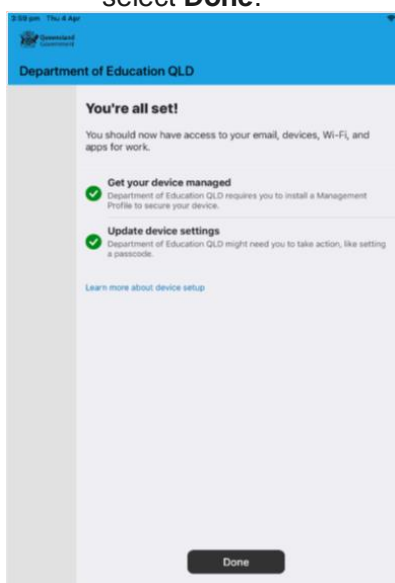 select Done.
3:59 pm Thu 4 Apr
Queensland
Government
Department of Education QLD
You're all set!
You should now have access to your email, devices, Wi-Fi, and
apps for work.
Get your device managed
Department of Education QLD requires you to install a Management
Profile to secure your device.
Update device settings
Department of Education QLD might need you to take action, like setting
a passcode.
Learn more about device setup
Done